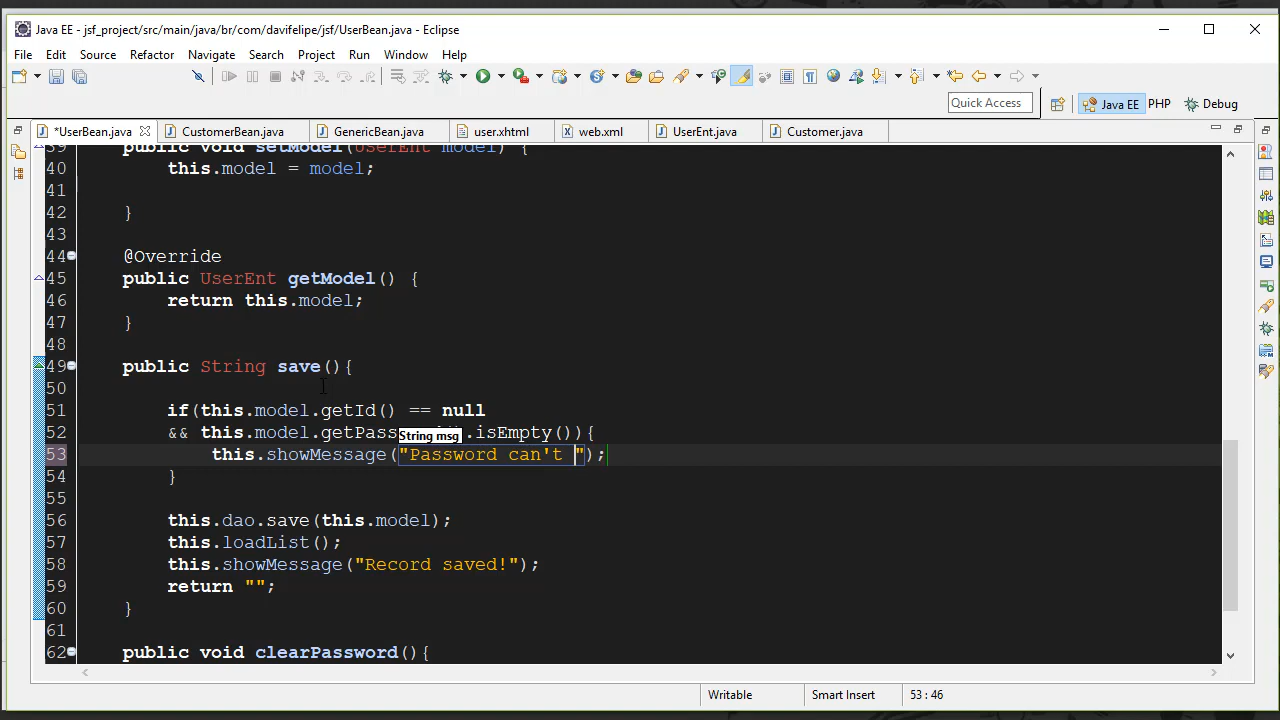 Java EE - jsf_project/src/main/java/br/com/davifelipe/jsf/UserBean.java - Eclipse
File Edit Source Refactor Navigate Search Project Run Window Help
Quick Access Java EE PHP Debug
*UserBean.java CustomerBean.java GenericBean.java user.xhtml web.xml UserEnt.java Customer.java
39 public void setModel(UserEnt model) {
40 this.model = model;
41
42 }
43
44 @Override
45 public UserEnt getModel() {
46 return this.model;
47 }
48
49 public String save(){
50
51 if(this.model.getId() == null
52 && this.model.getPass .isEmpty()){
String msg
53 this.showMessage("Password can't ");
54 }
55
56 this.dao.save(this.model);
57 this.loadList();
58 this.showMessage("Record saved!");
59 return "";
60 }
61
62 public void clearPassword(){
Writable Smart Insert 53 : 46